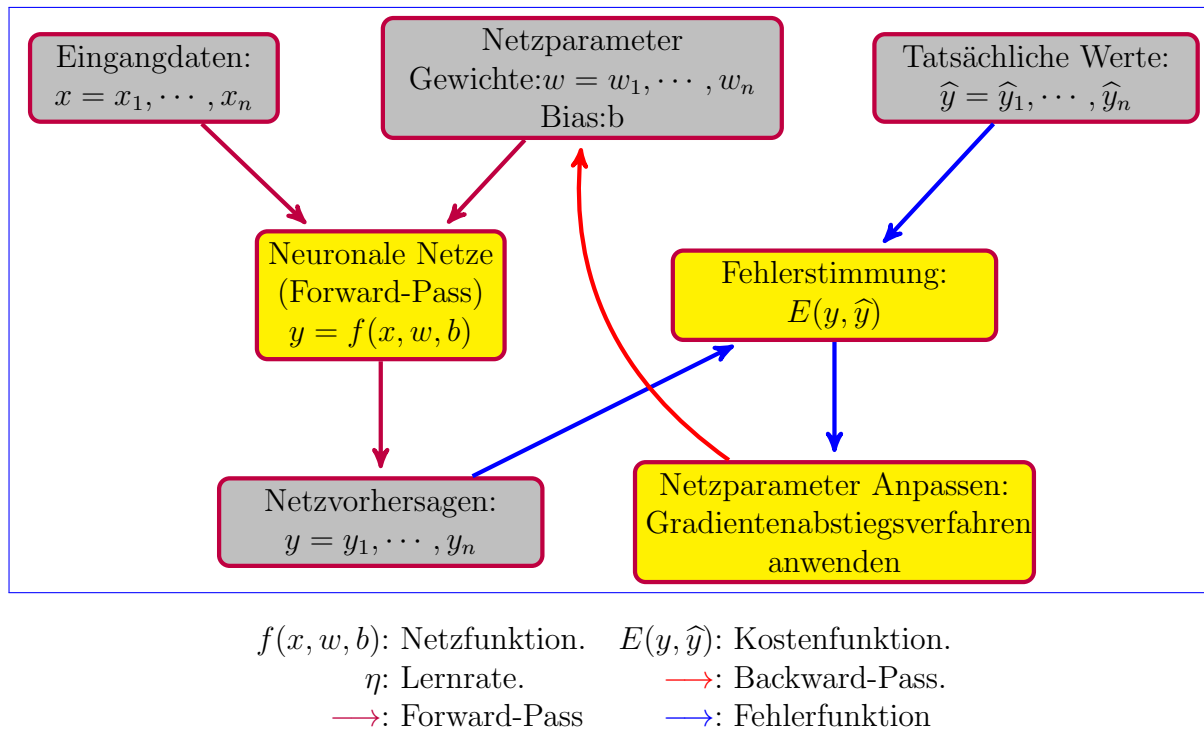 Eingangdaten:
x = x₁, ⋯ , xₙ
Netzparameter
Gewichte:w = w₁, ⋯ , wₙ
Bias:b
Tatsächliche Werte:
ŷ = ŷ₁, ⋯ , ŷₙ
Neuronale Netze
(Forward-Pass)
y = f(x, w, b)
Fehlerstimmung:
E(y, ŷ)
Netzvorhersagen:
y = y₁, ⋯ , yₙ
Netzparameter Anpassen:
Gradientenabstiegsverfahren
anwenden
f(x, w, b): Netzfunktion. E(y, ŷ): Kostenfunktion.
η: Lernrate. ⟶: Backward-Pass.
⟶: Forward-Pass ⟶: Fehlerfunktion